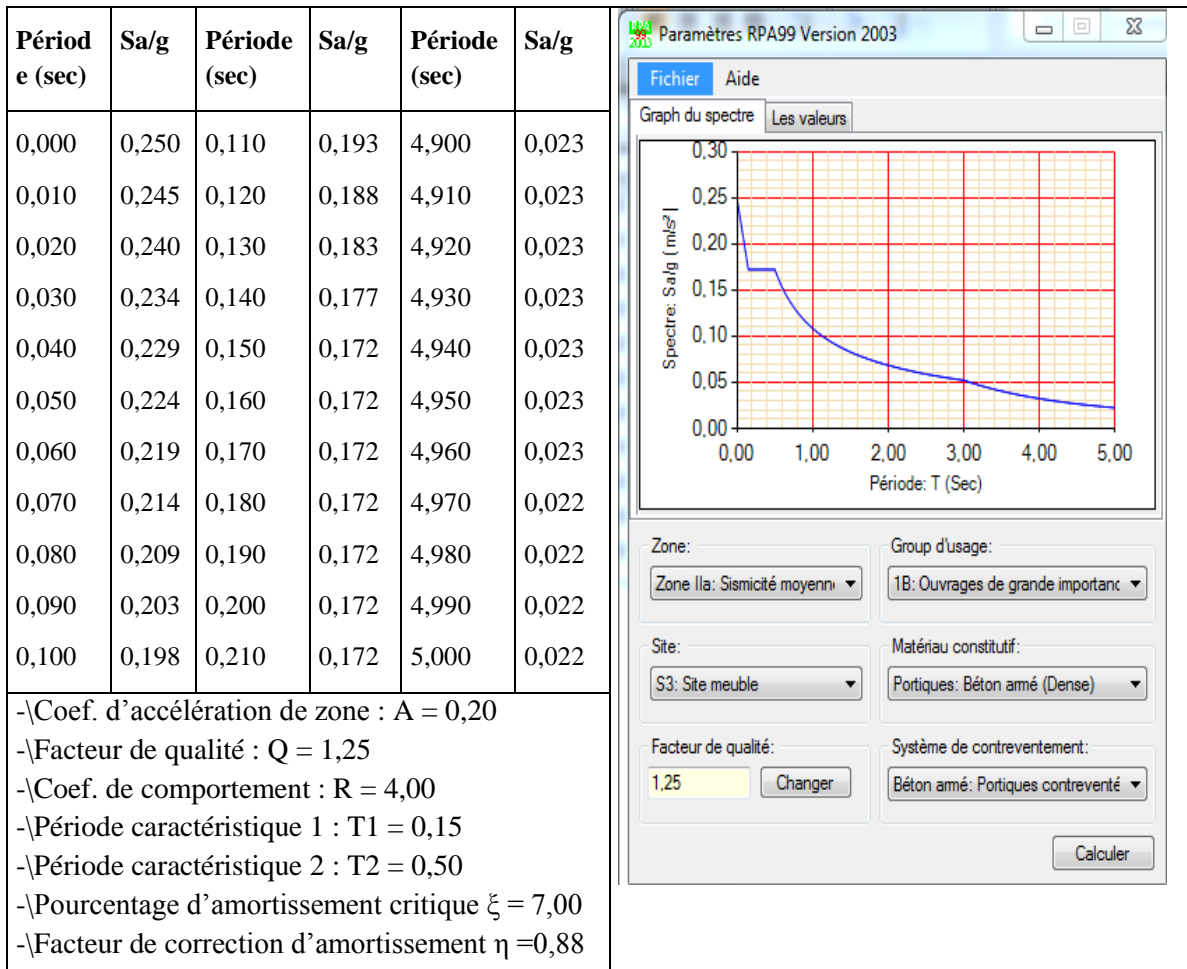 Périod e (sec) Sa/g Période (sec) Sa/g Période (sec) Sa/g
0,000 0,250 0,110 0,193 4,900 0,023
0,010 0,245 0,120 0,188 4,910 0,023
0,020 0,240 0,130 0,183 4,920 0,023
0,030 0,234 0,140 0,177 4,930 0,023
0,040 0,229 0,150 0,172 4,940 0,023
0,050 0,224 0,160 0,172 4,950 0,023
0,060 0,219 0,170 0,172 4,960 0,023
0,070 0,214 0,180 0,172 4,970 0,022
0,080 0,209 0,190 0,172 4,980 0,022
0,090 0,203 0,200 0,172 4,990 0,022
0,100 0,198 0,210 0,172 5,000 0,022
-\Coef. d’accélération de zone : A = 0,20
-\Facteur de qualité : Q = 1,25
-\Coef. de comportement : R = 4,00
-\Période caractéristique 1 : T1 = 0,15
-\Période caractéristique 2 : T2 = 0,50
-\Pourcentage d’amortissement critique ξ = 7,00
-\Facteur de correction d’amortissement η =0,88
RPA 99 2003 Paramètres RPA99 Version 2003
Fichier Aide
Graph du spectre Les valeurs
Spectre: Sa/g [ m/s² ]
0,30
0,25
0,20
0,15
0,10
0,05
0,00
0,00 1,00 2,00 3,00 4,00 5,00
Période: T (Sec)
Zone: Group d'usage:
Zone IIa: Sismicité moyenn 1B: Ouvrages de grande importanc
Site: Matériau constitutif:
S3: Site meuble Portiques: Béton armé (Dense)
Facteur de qualité: Système de contreventement:
1,25 Changer Béton armé: Portiques contreventé
Calculer